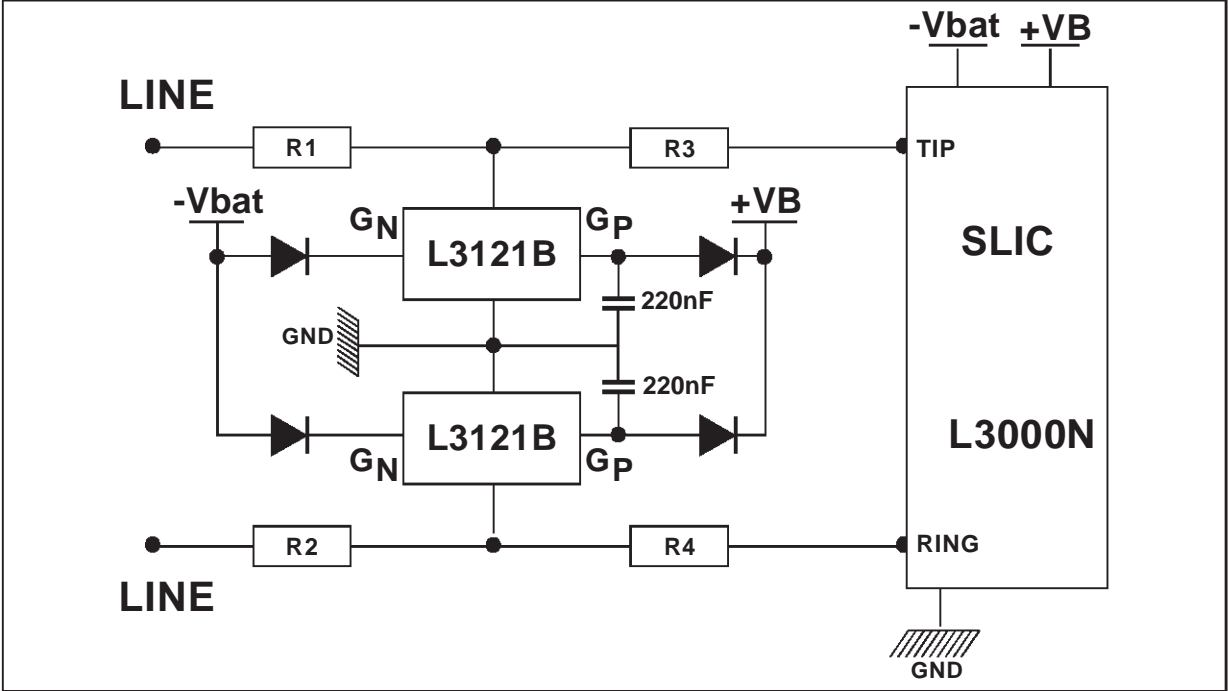 -Vbat +VB
LINE
R1
R3
TIP
-Vbat
GN
GP
+VB
L3121B
SLIC
220nF
GND
220nF
L3121B
L3000N
GN
GP
R2
R4
RING
LINE
GND